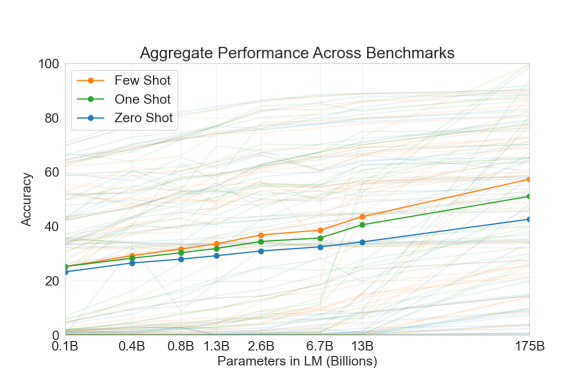 Aggregate Performance Across Benchmarks
100
80
60
40
20
0
Accuracy
Few Shot
One Shot
Zero Shot
0.1B 0.4B 0.8B 1.3B 2.6B 6.7B 13B 175B
Parameters in LM (Billions)